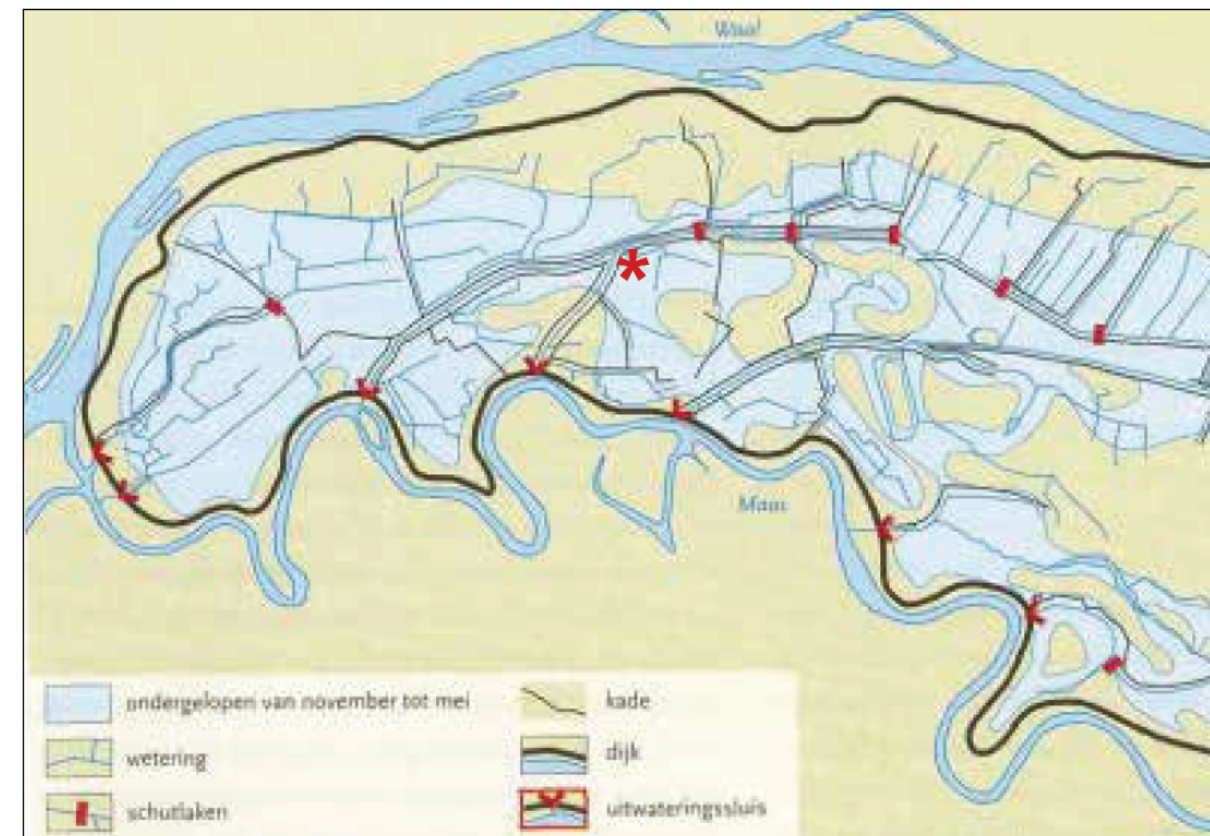 Waal
*
Maas
ondergelopen van november tot mei
wetering
schutlaken
kade
dijk
uitwateringssluis